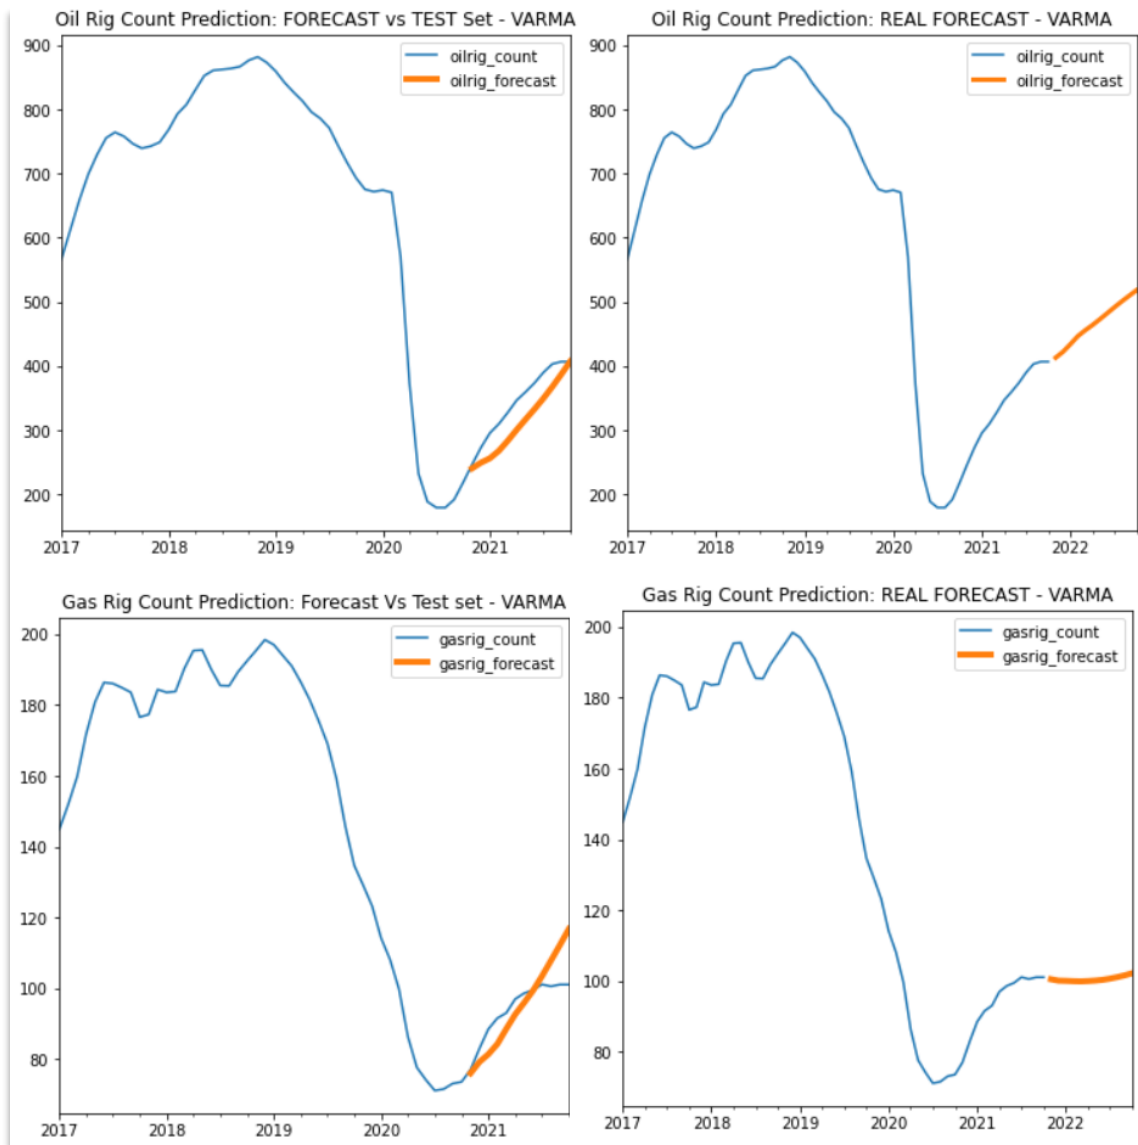 Oil Rig Count Prediction: FORECAST vs TEST Set - VARMA
900
800
700
600
500
400
300
200
2017 2018 2019 2020 2021
oilrig_count
oilrig_forecast
Oil Rig Count Prediction: REAL FORECAST - VARMA
900
800
700
600
500
400
300
200
2017 2018 2019 2020 2021 2022
oilrig_count
oilrig_forecast
Gas Rig Count Prediction: Forecast Vs Test set - VARMA
200
180
160
140
120
100
80
2017 2018 2019 2020 2021
gasrig_count
gasrig_forecast
Gas Rig Count Prediction: REAL FORECAST - VARMA
200
180
160
140
120
100
80
2017 2018 2019 2020 2021 2022
gasrig_count
gasrig_forecast